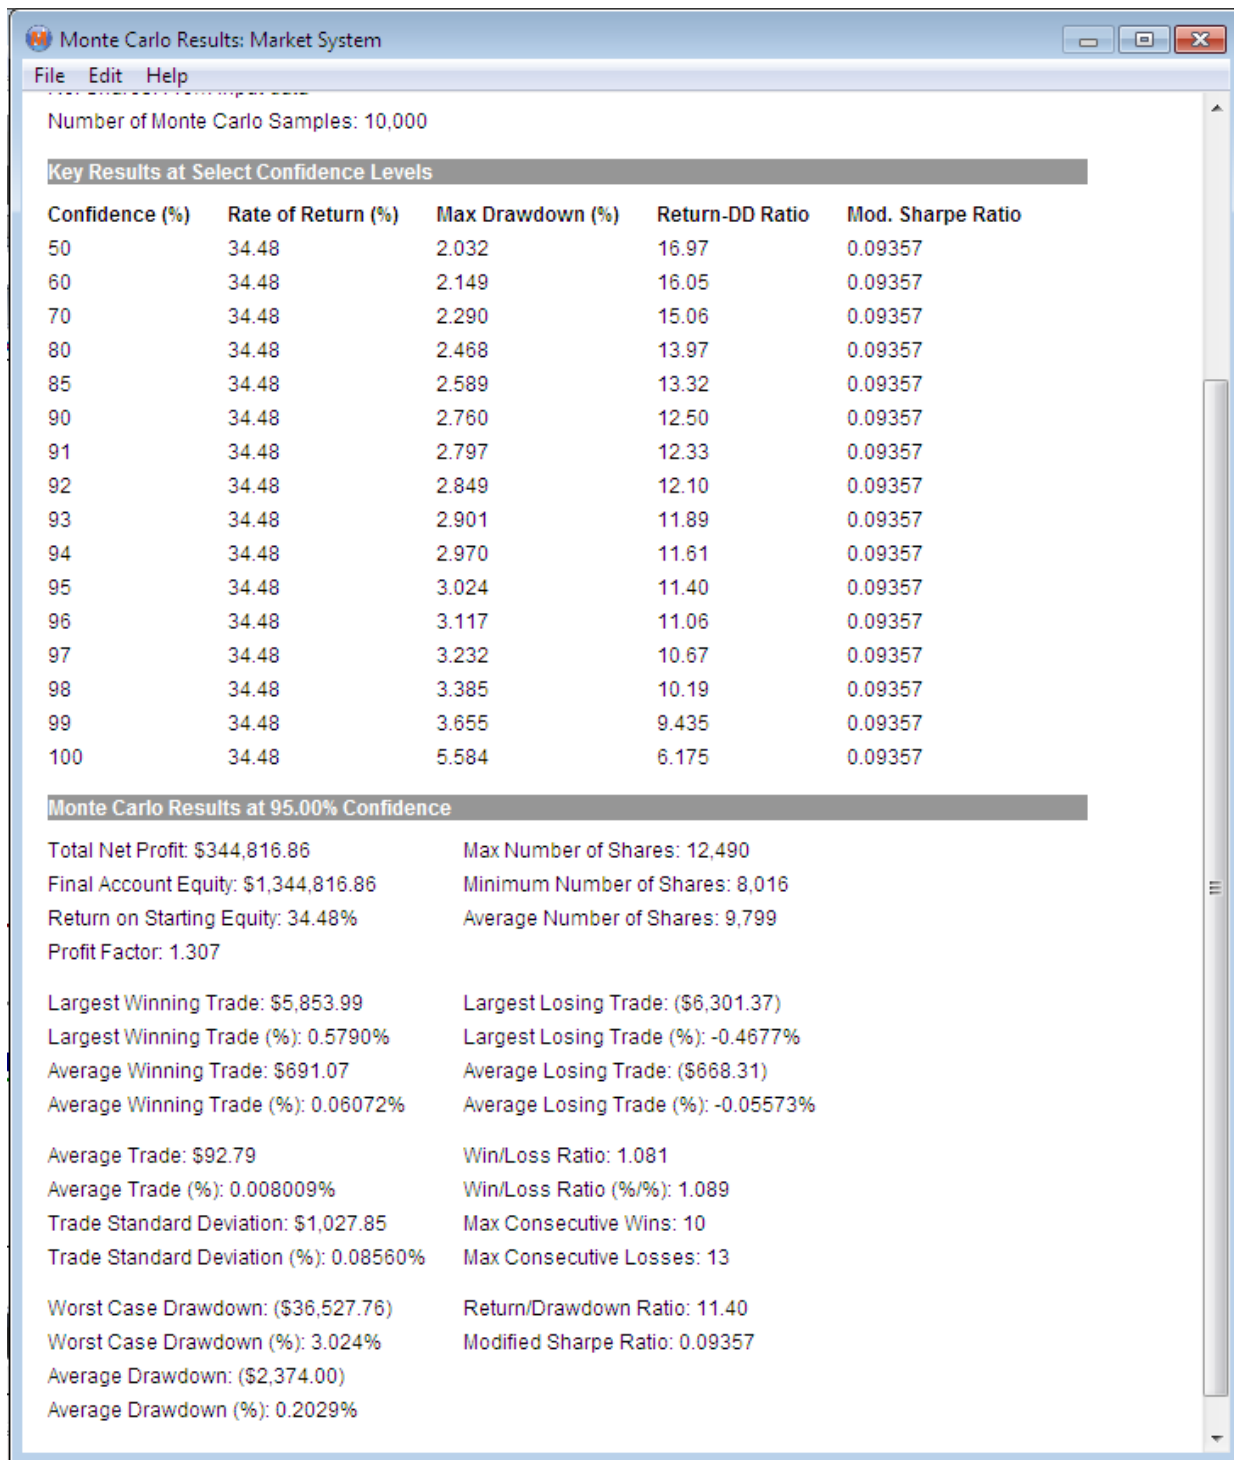 Monte Carlo Results: Market System
File Edit Help
Number of Monte Carlo Samples: 10,000
Key Results at Select Confidence Levels
Confidence (%) Rate of Return (%) Max Drawdown (%) Return-DD Ratio Mod. Sharpe Ratio
50 34.48 2.032 16.97 0.09357
60 34.48 2.149 16.05 0.09357
70 34.48 2.290 15.06 0.09357
80 34.48 2.468 13.97 0.09357
85 34.48 2.589 13.32 0.09357
90 34.48 2.760 12.50 0.09357
91 34.48 2.797 12.33 0.09357
92 34.48 2.849 12.10 0.09357
93 34.48 2.901 11.89 0.09357
94 34.48 2.970 11.61 0.09357
95 34.48 3.024 11.40 0.09357
96 34.48 3.117 11.06 0.09357
97 34.48 3.232 10.67 0.09357
98 34.48 3.385 10.19 0.09357
99 34.48 3.655 9.435 0.09357
100 34.48 5.584 6.175 0.09357
Monte Carlo Results at 95.00% Confidence
Total Net Profit: $344,816.86 Max Number of Shares: 12,490
Final Account Equity: $1,344,816.86 Minimum Number of Shares: 8,016
Return on Starting Equity: 34.48% Average Number of Shares: 9,799
Profit Factor: 1.307
Largest Winning Trade: $5,853.99 Largest Losing Trade: ($6,301.37)
Largest Winning Trade (%): 0.5790% Largest Losing Trade (%): -0.4677%
Average Winning Trade: $691.07 Average Losing Trade: ($668.31)
Average Winning Trade (%): 0.06072% Average Losing Trade (%): -0.05573%
Average Trade: $92.79 Win/Loss Ratio: 1.081
Average Trade (%): 0.008009% Win/Loss Ratio (%/%): 1.089
Trade Standard Deviation: $1,027.85 Max Consecutive Wins: 10
Trade Standard Deviation (%): 0.08560% Max Consecutive Losses: 13
Worst Case Drawdown: ($36,527.76) Return/Drawdown Ratio: 11.40
Worst Case Drawdown (%): 3.024% Modified Sharpe Ratio: 0.09357
Average Drawdown: ($2,374.00)
Average Drawdown (%): 0.2029%